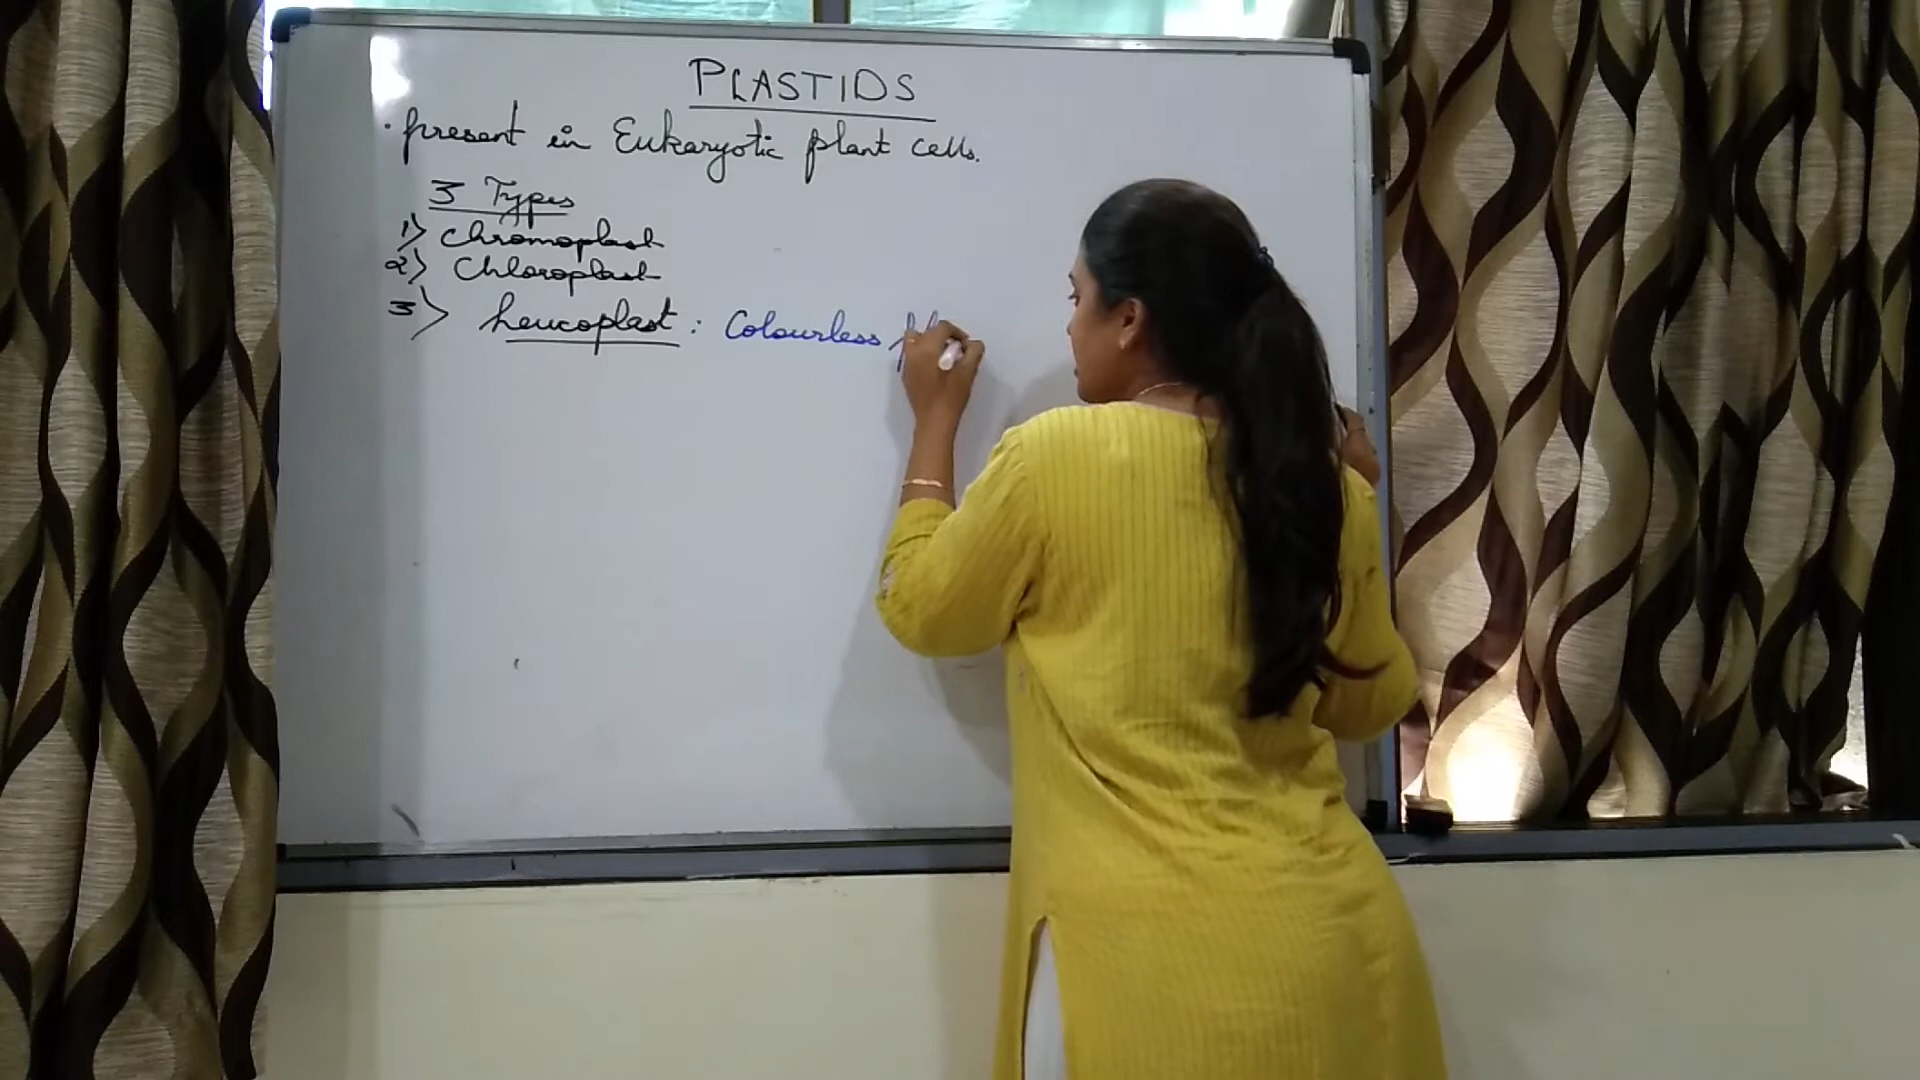 PLASTIDS
· present in Eukaryotic plant cells.
3 Types
1) Chromoplast
2) Chloroplast
3) Leucoplast : Colourless